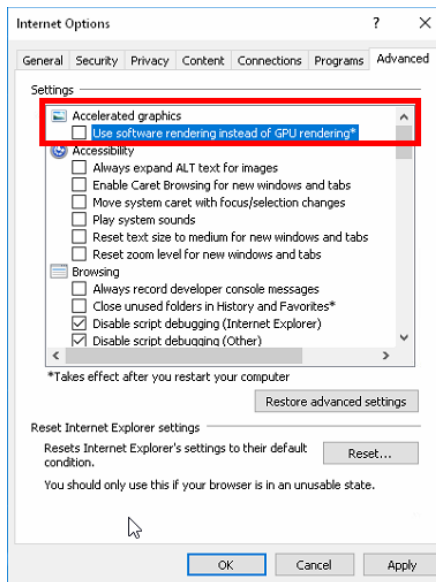 Internet Options ? X
General Security Privacy Content Connections Programs Advanced
Settings
Accelerated graphics
Use software rendering instead of GPU rendering*
Accessibility
Always expand ALT text for images
Enable Caret Browsing for new windows and tabs
Move system caret with focus/selection changes
Play system sounds
Reset text size to medium for new windows and tabs
Reset zoom level for new windows and tabs
Browsing
Always record developer console messages
Close unused folders in History and Favorites*
Disable script debugging (Internet Explorer)
Disable script debugging (Other)
*Takes effect after you restart your computer
Restore advanced settings
Reset Internet Explorer settings
Resets Internet Explorer's settings to their default
condition.
Reset...
You should only use this if your browser is in an unusable state.
OK Cancel Apply